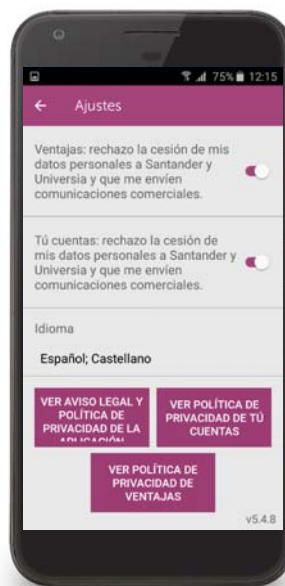 75% 12:15
Ajustes
Ventajas: rechazo la cesión de mis
datos personales a Santander y
Universia y que me envíen
comunicaciones comerciales.
Tú cuentas: rechazo la cesión de
mis datos personales a Santander y
Universia y que me envíen
comunicaciones comerciales.
Idioma
Español; Castellano
VER AVISO LEGAL Y
POLÍTICA DE
PRIVACIDAD DE LA
APLICACIÓN
VER POLÍTICA DE
PRIVACIDAD DE TÚ
CUENTAS
VER POLÍTICA DE
PRIVACIDAD DE
VENTAJAS
v5.4.8